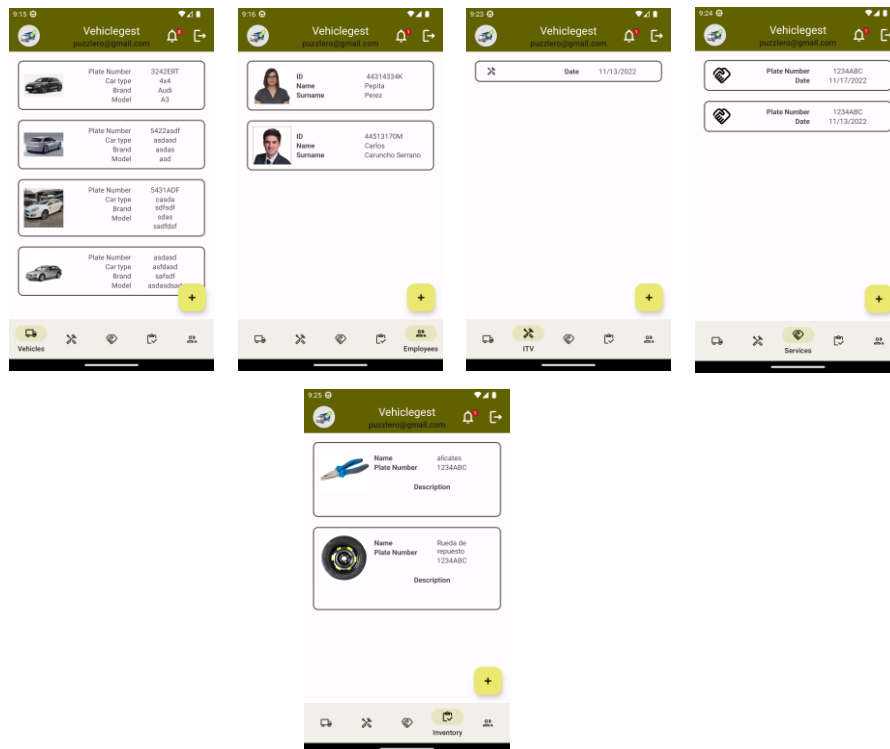 9:15
Vehiclegest
puzzlero@gmail.com
Plate Number 3242ERT
Car type 4x4
Brand Audi
Model A3
Plate Number 5422asdf
Car type asdasd
Brand asdas
Model asd
Plate Number 5431ADF
Car type casda
Brand sdfsdf
Model sdas
sadfdsf
Plate Number asdasd
Car type asfdasd
Brand safsdf
Model asdasdsad
+
Vehicles
9:16
Vehiclegest
puzzlero@gmail.com
ID 44314334K
Name Pepita
Surname Perez
ID 44513170M
Name Carlos
Surname Caruncho Serrano
+
Employees
9:23
Vehiclegest
puzzlero@gmail.com
Date 11/13/2022
+
ITV
9:24
Vehiclegest
puzzlero@gmail.com
Plate Number 1234ABC
Date 11/17/2022
Plate Number 1234ABC
Date 11/13/2022
+
Services
9:25
Vehiclegest
puzzlero@gmail.com
Name alicates
Plate Number 1234ABC
Description
Name Rueda de
Plate Number repuesto
1234ABC
Description
+
Inventory